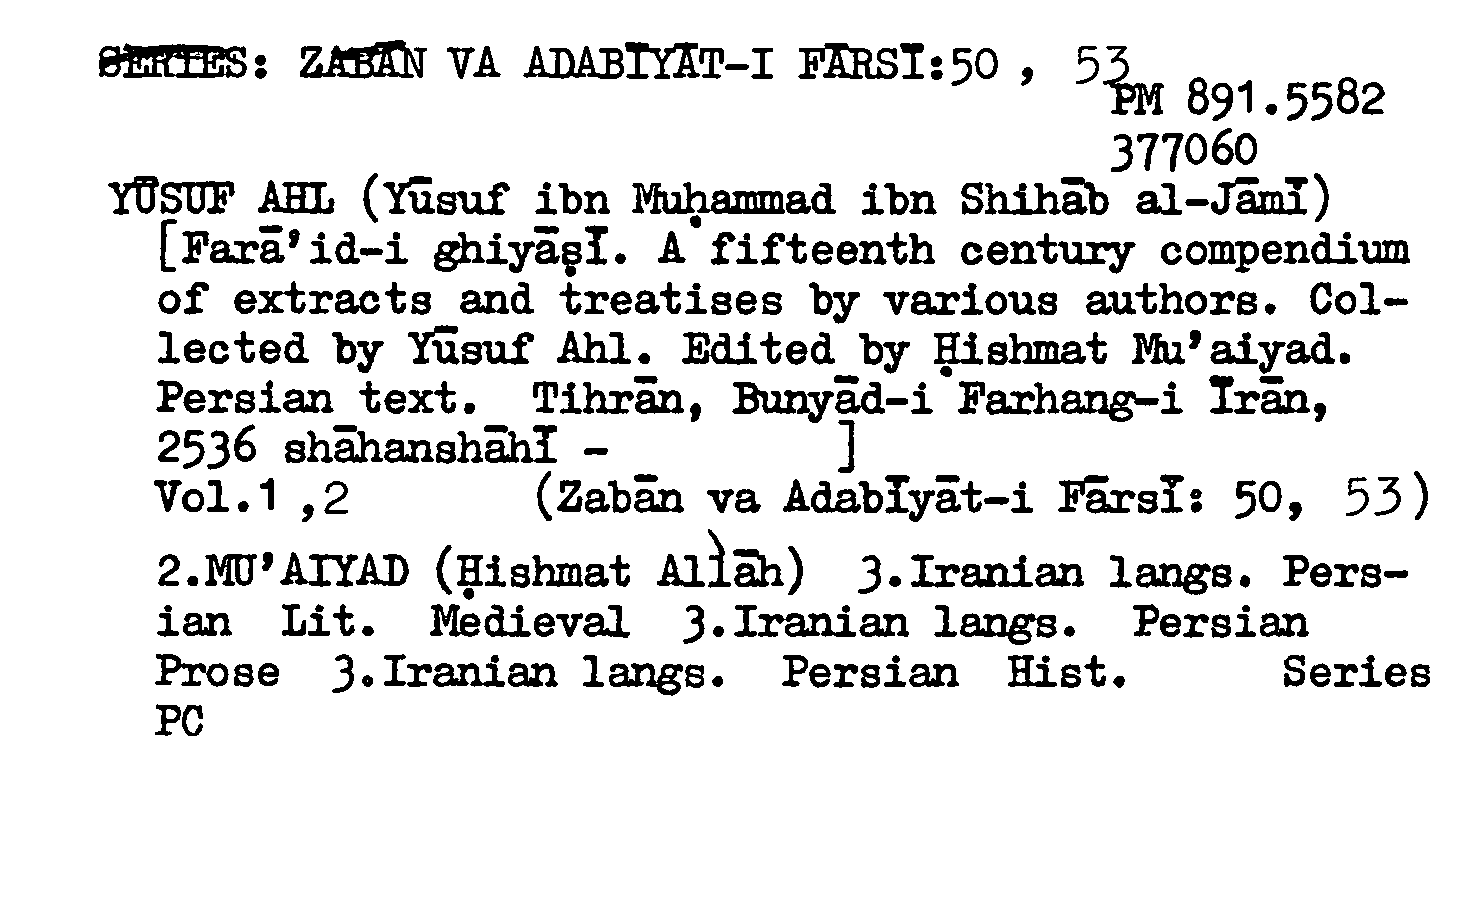 SERIES: ZABĀN VA ADABĪYĀT-I FĀRSĪ:50 , 53
PM 891.5582
377060
YŪSUF AHL (Yūsuf ibn Muḥammad ibn Shihāb al-Jāmī)
[Farā'id-i ghiyāṣī. A fifteenth century compendium
of extracts and treatises by various authors. Col-
lected by Yūsuf Ahl. Edited by Ḥishmat Mu'aiyad.
Persian text. Tihrān, Bunyād-i Farhang-i Īrān,
2536 shāhanshāhī - ]
Vol.1 ,2 (Zabān va Adabīyāt-i Fārsī: 50, 53)
2.MU'AIYAD (Ḥishmat Allāh) 3.Iranian langs. Pers-
ian Lit. Medieval 3.Iranian langs. Persian
Prose 3.Iranian langs. Persian Hist. Series
PC